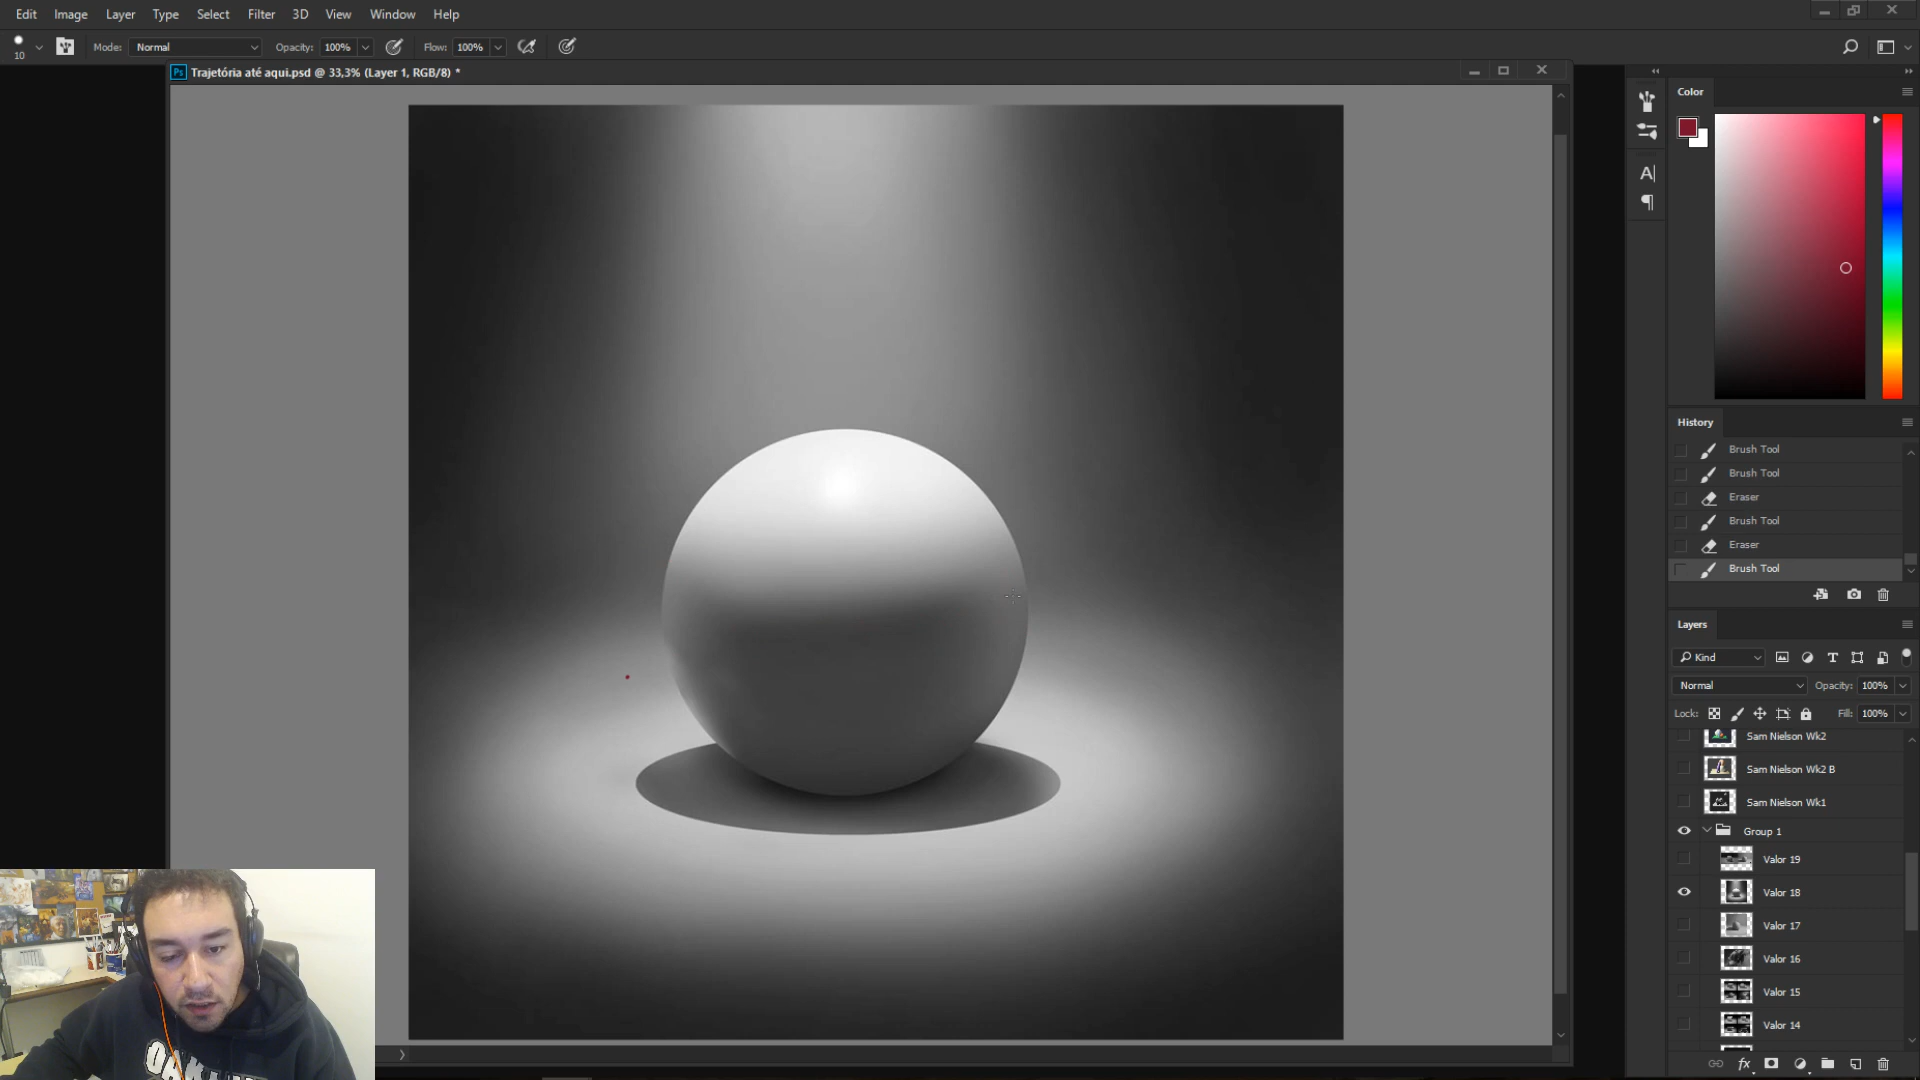 Edit Image Layer Type Select Filter 3D View Window Help
10 Mode: Normal Opacity: 100% Flow: 100%
Ps Trajetória até aqui.psd @ 33,3% (Layer 1, RGB/8) *
Color
A|
¶
History
Brush Tool
Brush Tool
Eraser
Brush Tool
Eraser
Brush Tool
Layers
Kind
Normal Opacity: 100%
Lock: Fill: 100%
Sam Nielson Wk2
Sam Nielson Wk2 B
Sam Nielson Wk1
Group 1
Valor 19
Valor 18
Valor 17
Valor 16
Valor 15
Valor 14
fx